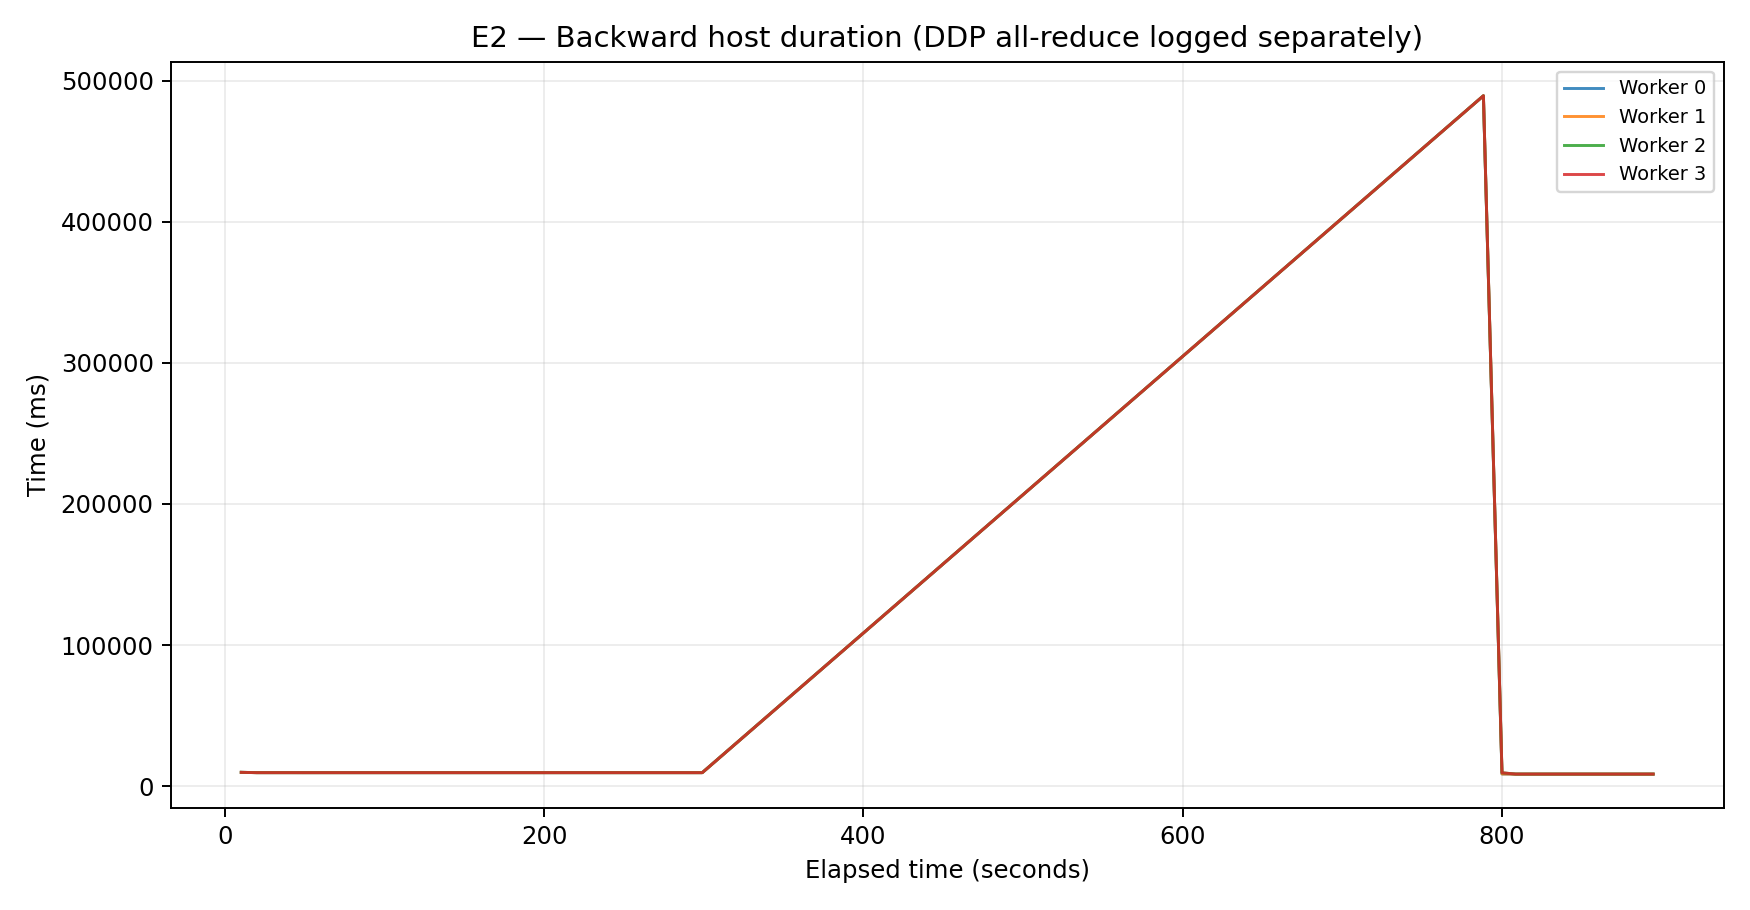 E2 — Backward host duration (DDP all-reduce logged separately)
500000
400000
300000
200000
100000
0
Time (ms)
Worker 0
Worker 1
Worker 2
Worker 3
0 200 400 600 800
Elapsed time (seconds)